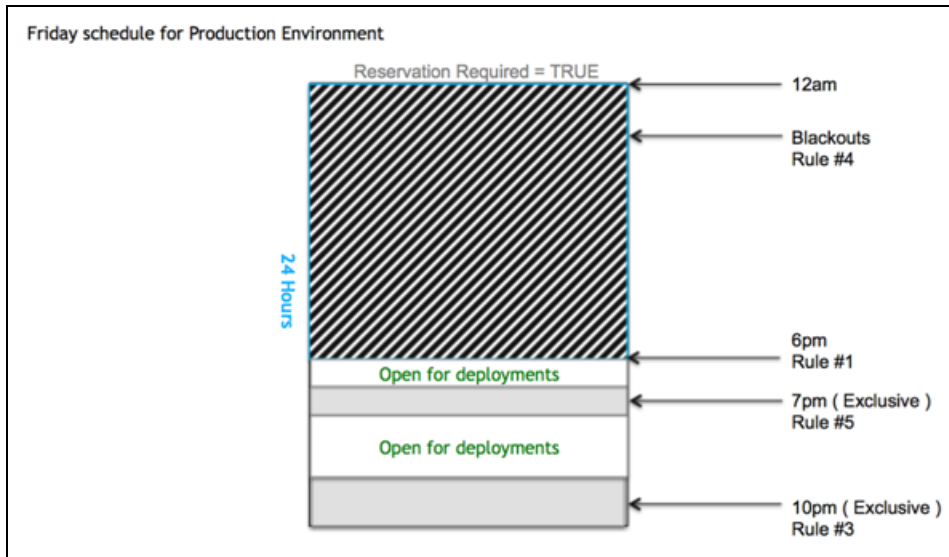 Friday schedule for Production Environment
Reservation Required = TRUE
12am
Blackouts
Rule #4
24 Hours
6pm
Rule #1
Open for deployments
7pm ( Exclusive )
Rule #5
Open for deployments
10pm ( Exclusive )
Rule #3